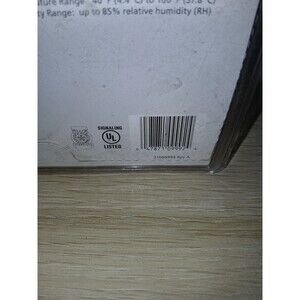 ature Range 40°F (4.4°C) to 100°F (37.8°C)
ty Range: up to 85% relative humidity (RH)
SIGNALING
UL
LISTED